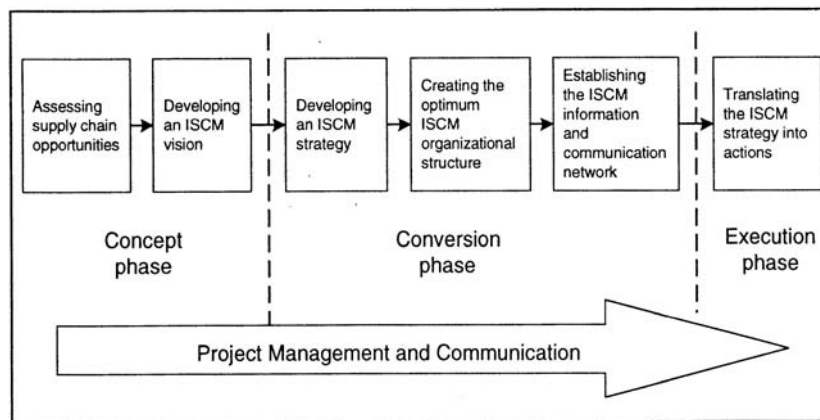 Assessing
supply chain
opportunities
Developing
an ISCM
vision
Developing
an ISCM
strategy
Creating the
optimum
ISCM
organizational
structure
Establishing
the ISCM
information
and
communication
network
Translating
the ISCM
strategy into
actions
Concept
phase
Conversion
phase
Execution
phase
Project Management and Communication